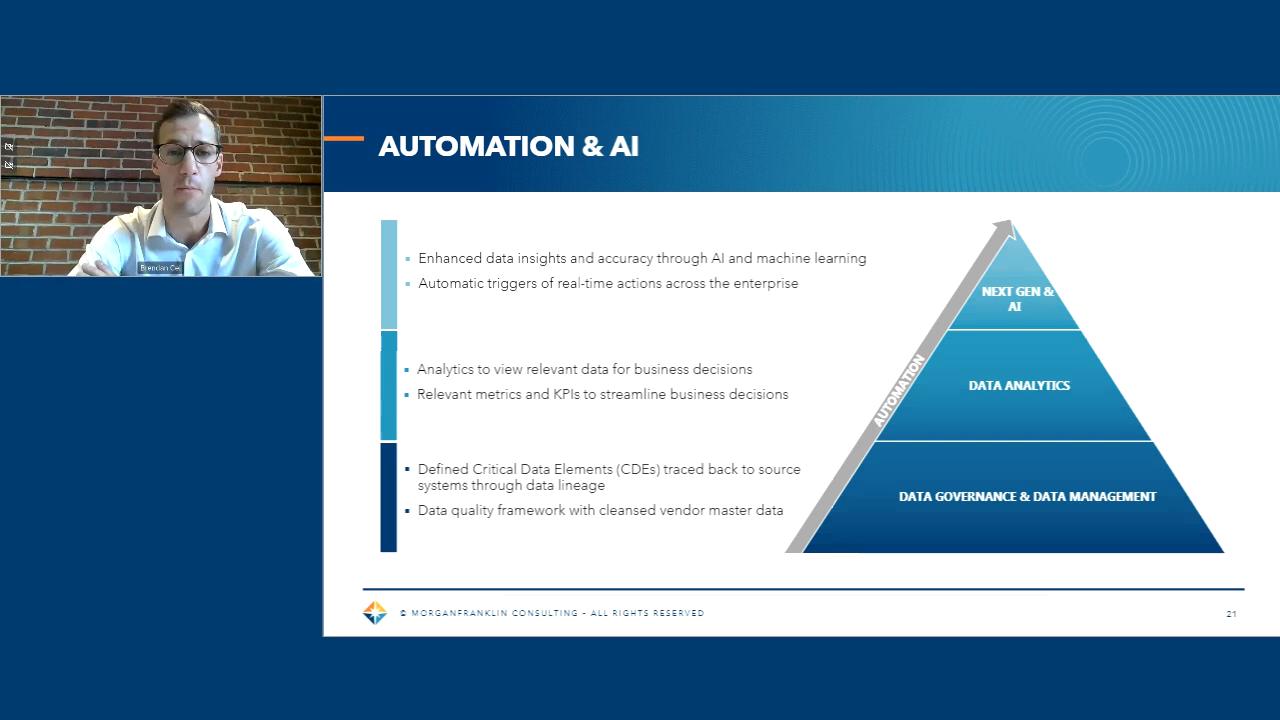 Brendan Cei
AUTOMATION & AI
Enhanced data insights and accuracy through AI and machine learning
Automatic triggers of real-time actions across the enterprise
Analytics to view relevant data for business decisions
Relevant metrics and KPIs to streamline business decisions
Defined Critical Data Elements (CDEs) traced back to source
systems through data lineage
Data quality framework with cleansed vendor master data
AUTOMATION
NEXT GEN &
AI
DATA ANALYTICS
DATA GOVERNANCE & DATA MANAGEMENT
© MORGANFRANKLIN CONSULTING - ALL RIGHTS RESERVED
21